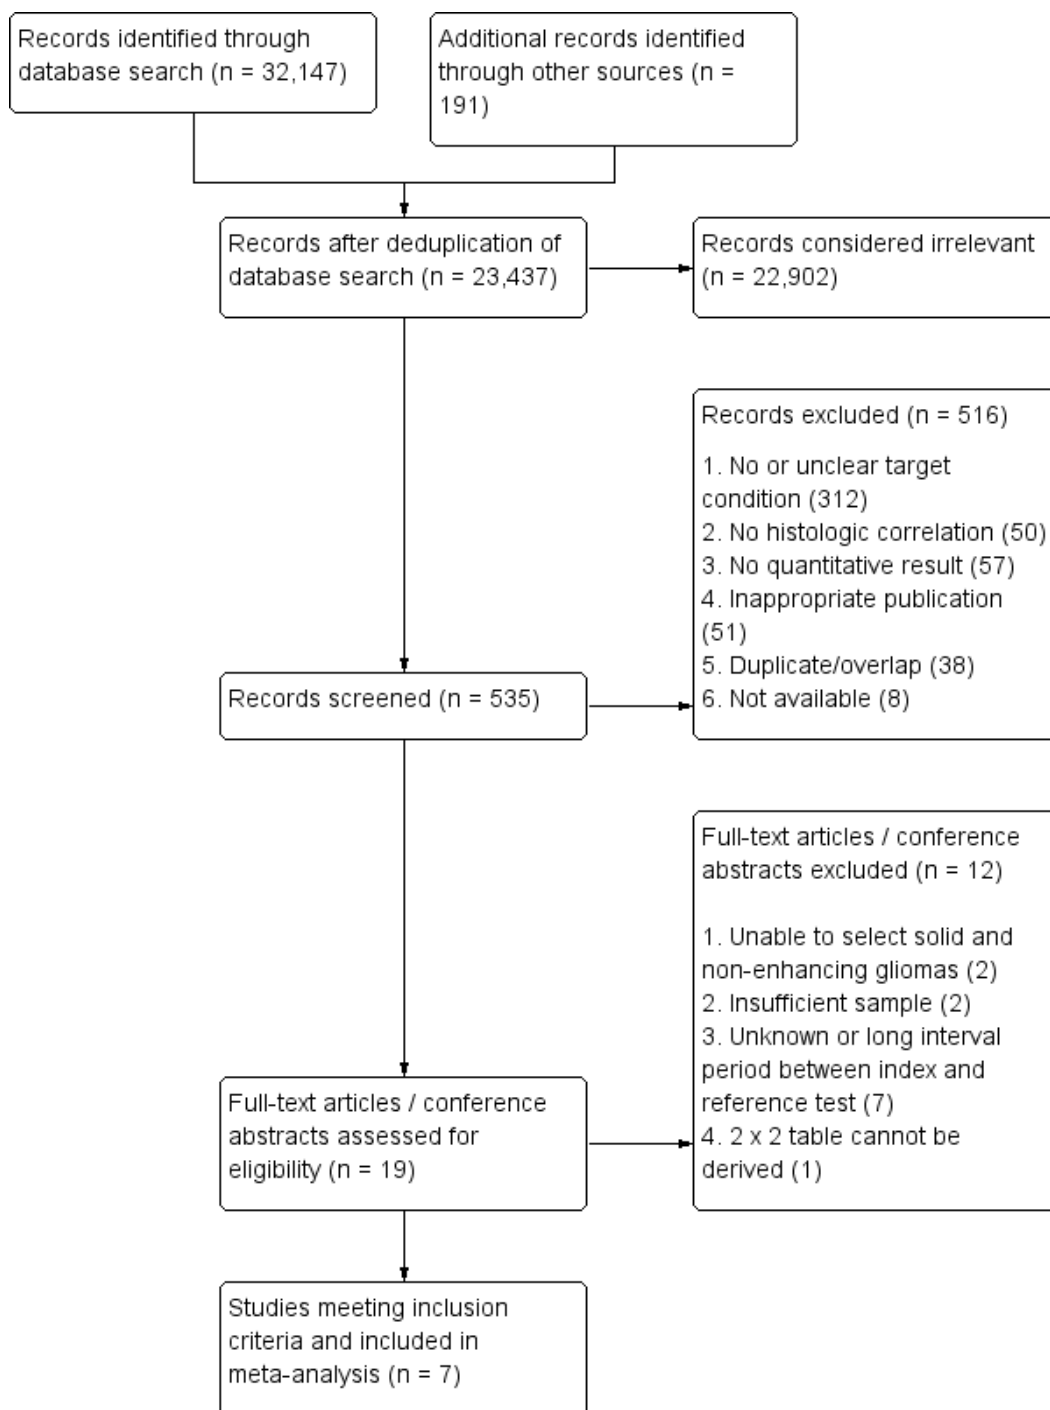 Records identified through
database search (n = 32,147)
Additional records identified
through other sources (n =
191)
Records after deduplication of
database search (n = 23,437)
Records considered irrelevant
(n = 22,902)
Records excluded (n = 516)
1. No or unclear target
condition (312)
2. No histologic correlation (50)
3. No quantitative result (57)
4. Inappropriate publication
(51)
5. Duplicate/overlap (38)
6. Not available (8)
Records screened (n = 535)
Full-text articles / conference
abstracts excluded (n = 12)
1. Unable to select solid and
non-enhancing gliomas (2)
2. Insufficient sample (2)
3. Unknown or long interval
period between index and
reference test (7)
4. 2 x 2 table cannot be
derived (1)
Full-text articles / conference
abstracts assessed for
eligibility (n = 19)
Studies meeting inclusion
criteria and included in
meta-analysis (n = 7)